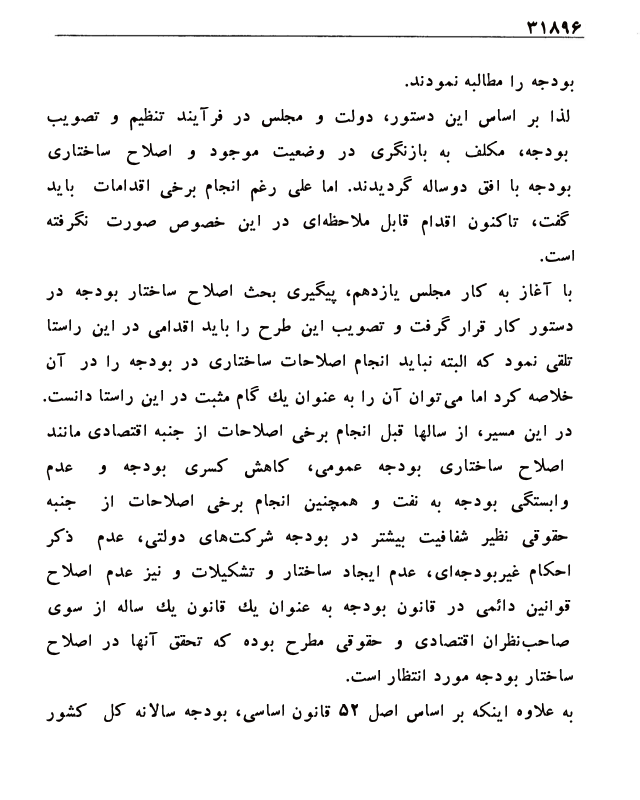 ۳۱۸۹۶
بودجه را مطالبه نمودند.
لذا بر اساس این دستور، دولت و مجلس در فرآیند تنظیم و تصویب
بودجه، مکلف به بازنگری در وضعیت موجود و اصلاح ساختاری
بودجه با افق دوساله گردیدند. اما علی رغم انجام برخی اقدامات باید
گفت، تاکنون اقدام قابل ملاحظه‌ای در این خصوص صورت نگرفته
است.
با آغاز به کار مجلس یازدهم، پیگیری بحث اصلاح ساختار بودجه در
دستور کار قرار گرفت و تصویب این طرح را باید اقدامی در این راستا
تلقی نمود که البته نباید انجام اصلاحات ساختاری در بودجه را در آن
خلاصه کرد اما می‌توان آن را به عنوان یك گام مثبت در این راستا دانست.
در این مسیر، از سالها قبل انجام برخی اصلاحات از جنبه اقتصادی مانند
اصلاح ساختاری بودجه عمومی، کاهش کسری بودجه و عدم
وابستگی بودجه به نفت و همچنین انجام برخی اصلاحات از جنبه
حقوقی نظیر شفافیت بیشتر در بودجه شرکت‌های دولتی، عدم ذکر
احکام غیربودجه‌ای، عدم ایجاد ساختار و تشکیلات و نیز عدم اصلاح
قوانین دائمی در قانون بودجه به عنوان یك قانون یك ساله از سوی
صاحب‌نظران اقتصادی و حقوقی مطرح بوده که تحقق آنها در اصلاح
ساختار بودجه مورد انتظار است.
به علاوه اینکه بر اساس اصل ۵۲ قانون اساسی، بودجه سالانه کل کشور